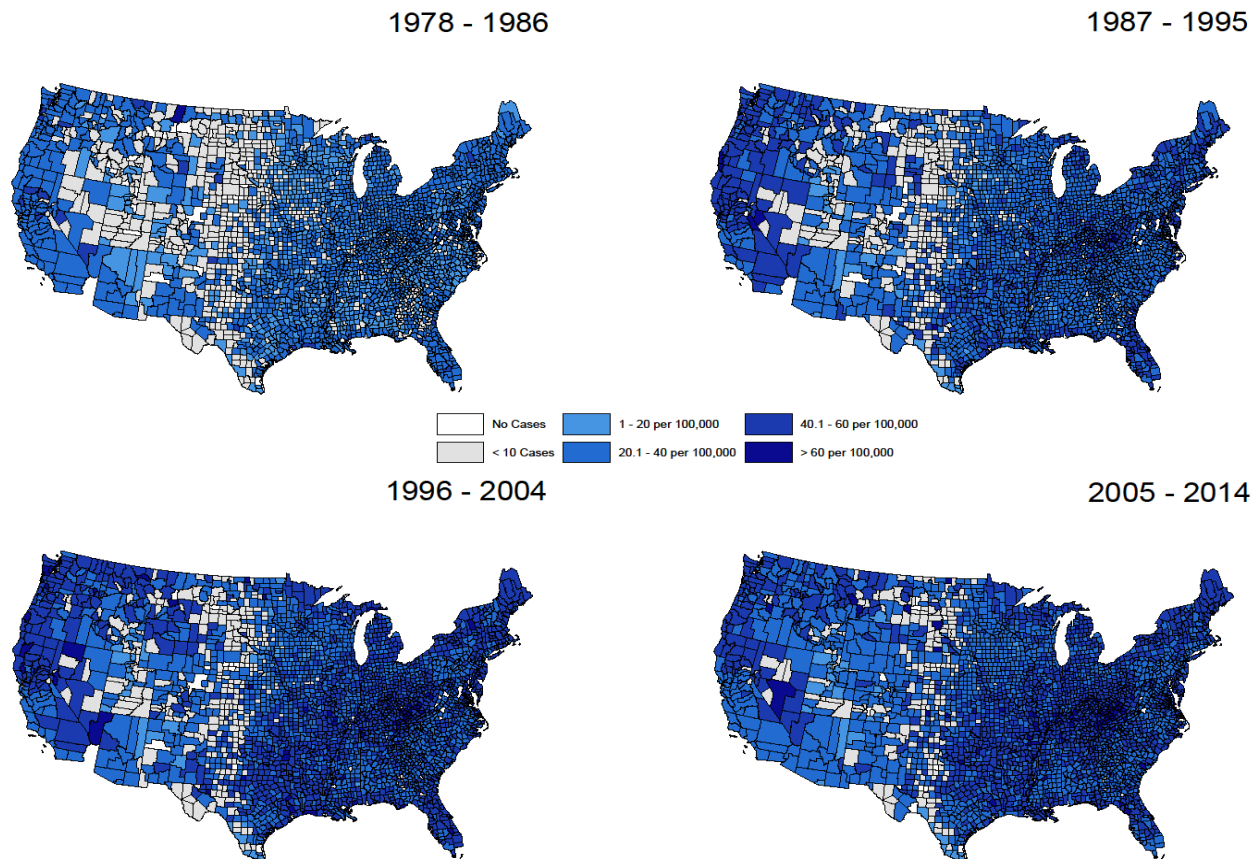 1978 - 1986
1987 - 1995
No Cases
1 - 20 per 100,000
40.1 - 60 per 100,000
< 10 Cases
20.1 - 40 per 100,000
> 60 per 100,000
1996 - 2004
2005 - 2014